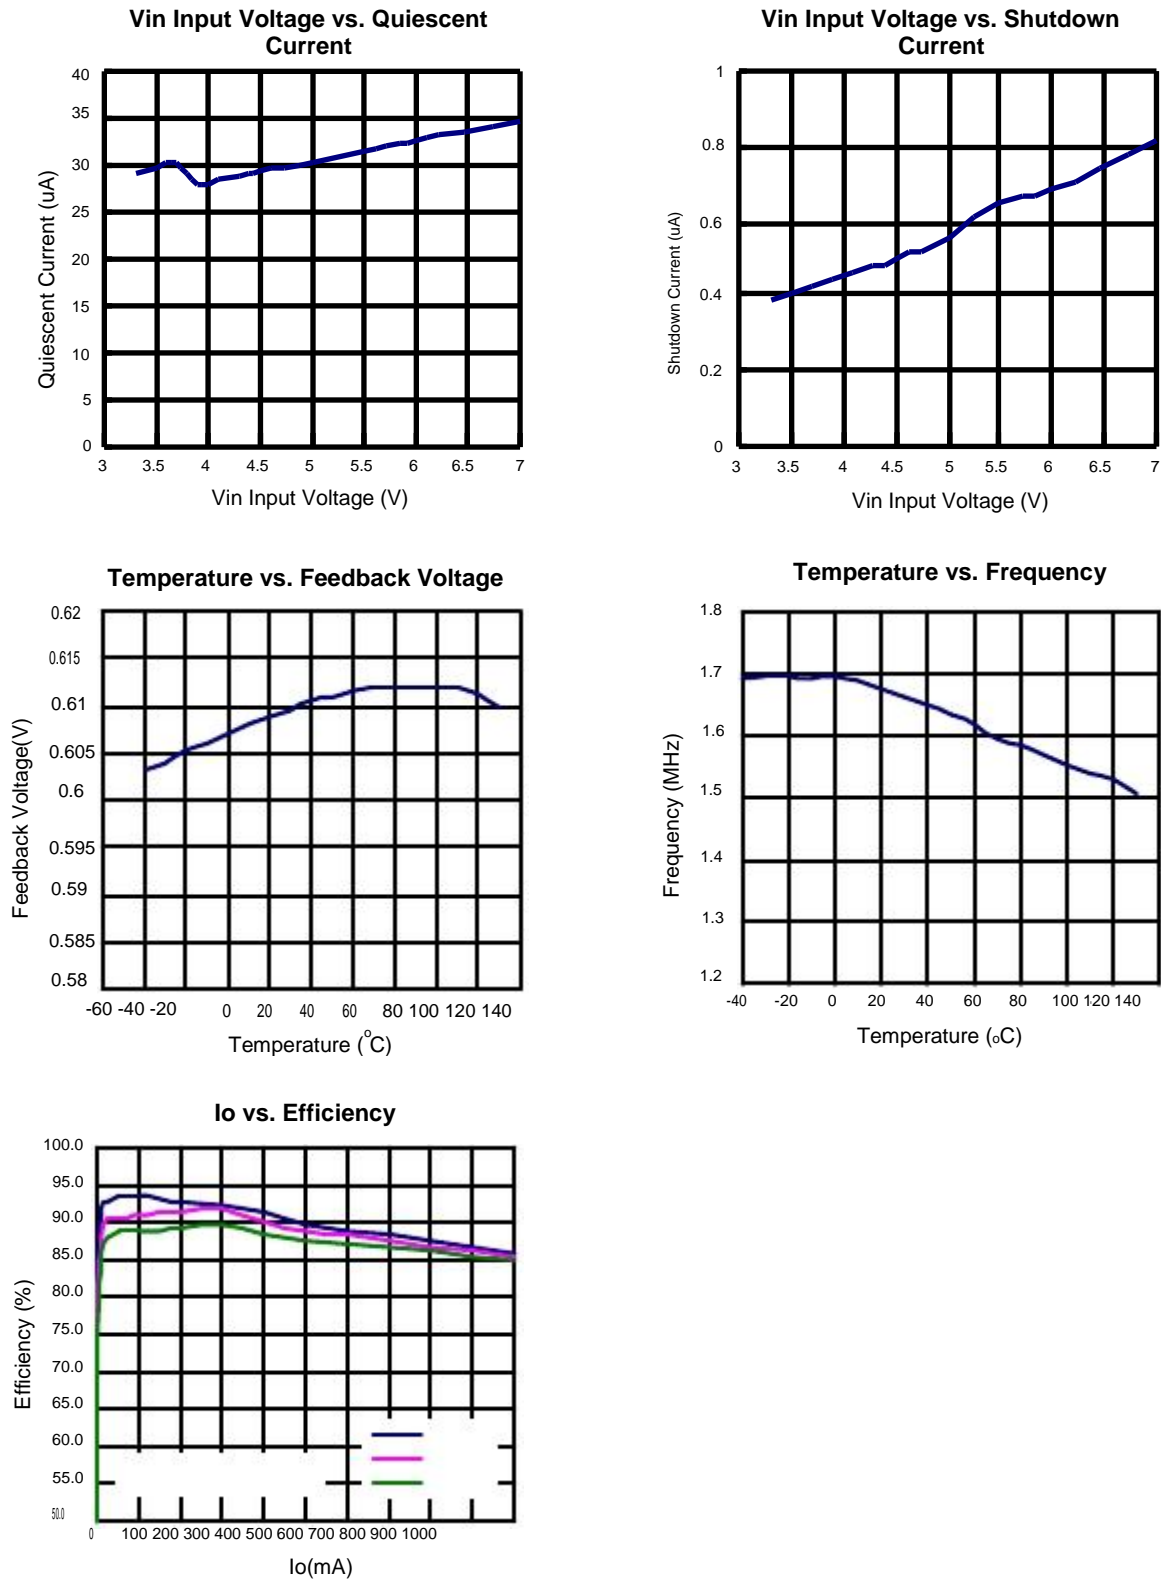 Vin Input Voltage vs. Quiescent
Current
40
35
30
25
20
15
10
5
0
Quiescent Current (uA)
3 3.5 4 4.5 5 5.5 6 6.5 7
Vin Input Voltage (V)
Vin Input Voltage vs. Shutdown
Current
1
0.8
0.6
0.4
0.2
0
Shutdown Current (uA)
3 3.5 4 4.5 5 5.5 6 6.5 7
Vin Input Voltage (V)
Temperature vs. Feedback Voltage
0.62
0.615
0.61
0.605
0.6
0.595
0.59
0.585
0.58
Feedback Voltage(V)
-60 -40 -20 0 20 40 60 80 100 120 140
Temperature (oC)
Temperature vs. Frequency
1.8
1.7
1.6
1.5
1.4
1.3
1.2
Frequency (MHz)
-40 -20 0 20 40 60 80 100 120 140
Temperature (oC)
Io vs. Efficiency
100.0
95.0
90.0
85.0
80.0
75.0
70.0
65.0
60.0
55.0
50.0
Efficiency (%)
0 100 200 300 400 500 600 700 800 900 1000
Io(mA)